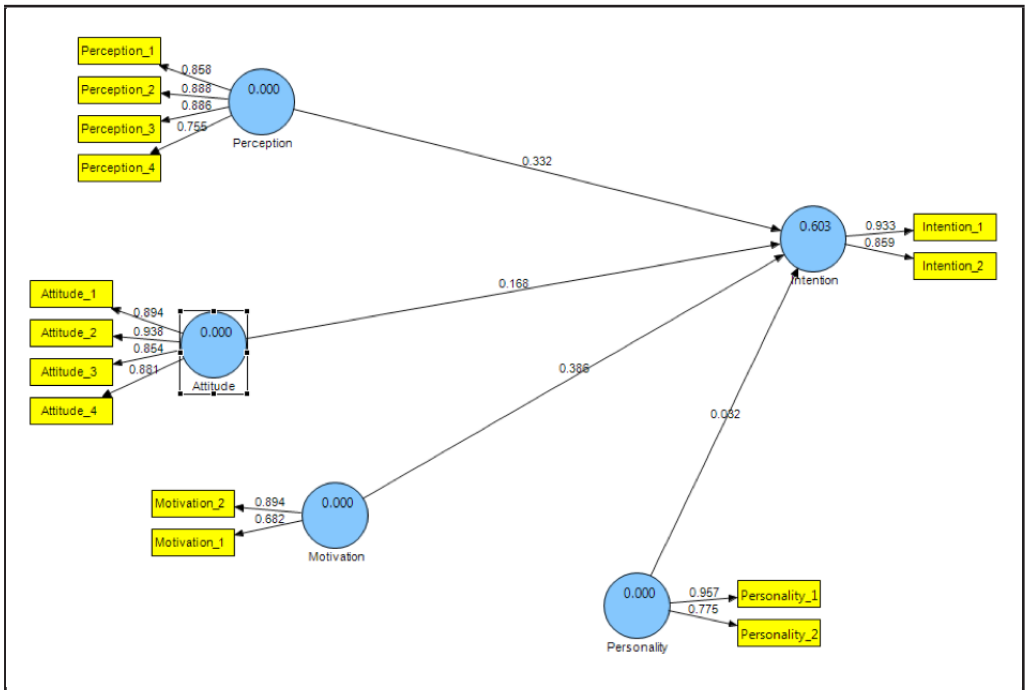 Perception_1
0.858
Perception_2
0.888
0.000
0.886
Perception_3
0.755
Perception
Perception_4
0.332
0.603
0.933
Intention_1
0.859
Intention_2
Intention
0.168
Attitude_1
0.894
Attitude_2
0.938
0.000
0.854
Attitude_3
0.881
Attitude
Attitude_4
0.386
0.032
Motivation_2
0.894
0.000
0.682
Motivation_1
Motivation
0.000
0.957
Personality_1
0.775
Personality_2
Personality